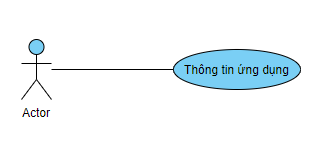 Thông tin ứng dụng
Actor